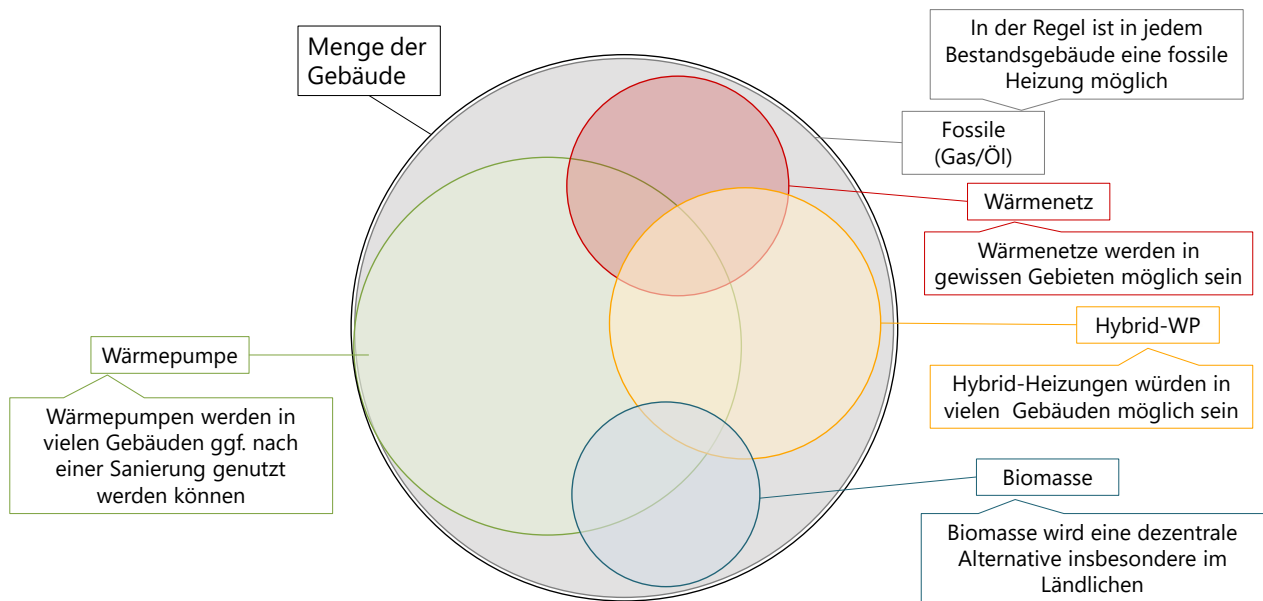 Menge der
Gebäude
In der Regel ist in jedem
Bestandsgebäude eine fossile
Heizung möglich
Fossile
(Gas/Öl)
Wärmenetz
Wärmenetze werden in
gewissen Gebieten möglich sein
Hybrid-WP
Hybrid-Heizungen würden in
vielen Gebäuden möglich sein
Wärmepumpe
Wärmepumpen werden in
vielen Gebäuden ggf. nach
einer Sanierung genutzt
werden können
Biomasse
Biomasse wird eine dezentrale
Alternative insbesondere im
Ländlichen